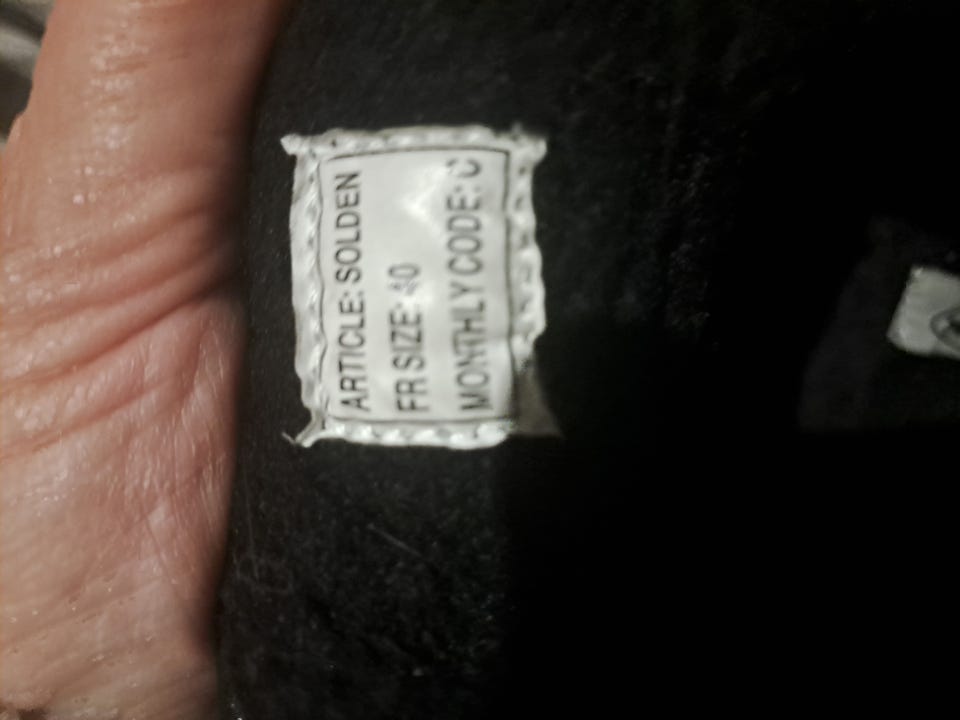 ARTICLE: SOLDEN
FR SIZE: 40
MONTHLY CODE: C